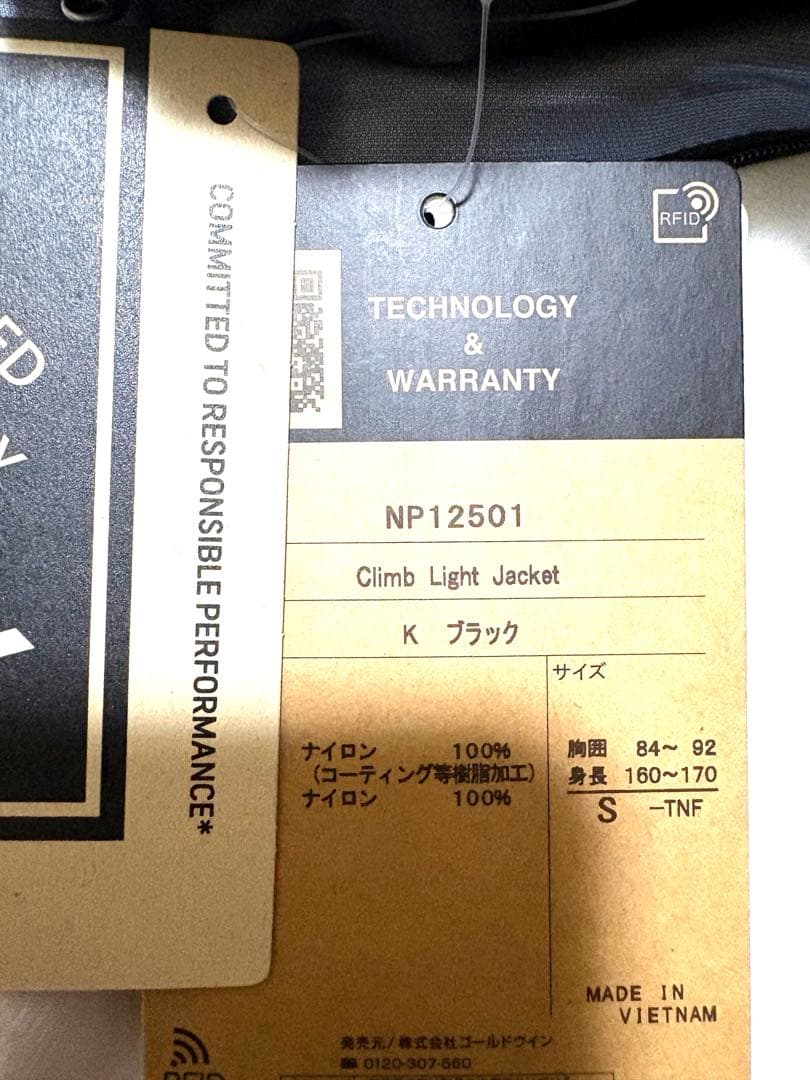 COMMITTED TO RESPONSIBLE PERFORMANCE*
RFID
TECHNOLOGY
&
WARRANTY
NP12501
Climb Light Jacket
K ブラック
サイズ
ナイロン 100%
(コーティング等樹脂加工)
ナイロン 100%
胸囲 84～ 92
身長 160～170
S -TNF
MADE IN
VIETNAM
発売元/株式会社ゴールドウイン
☎ 0120-307-560
RFID